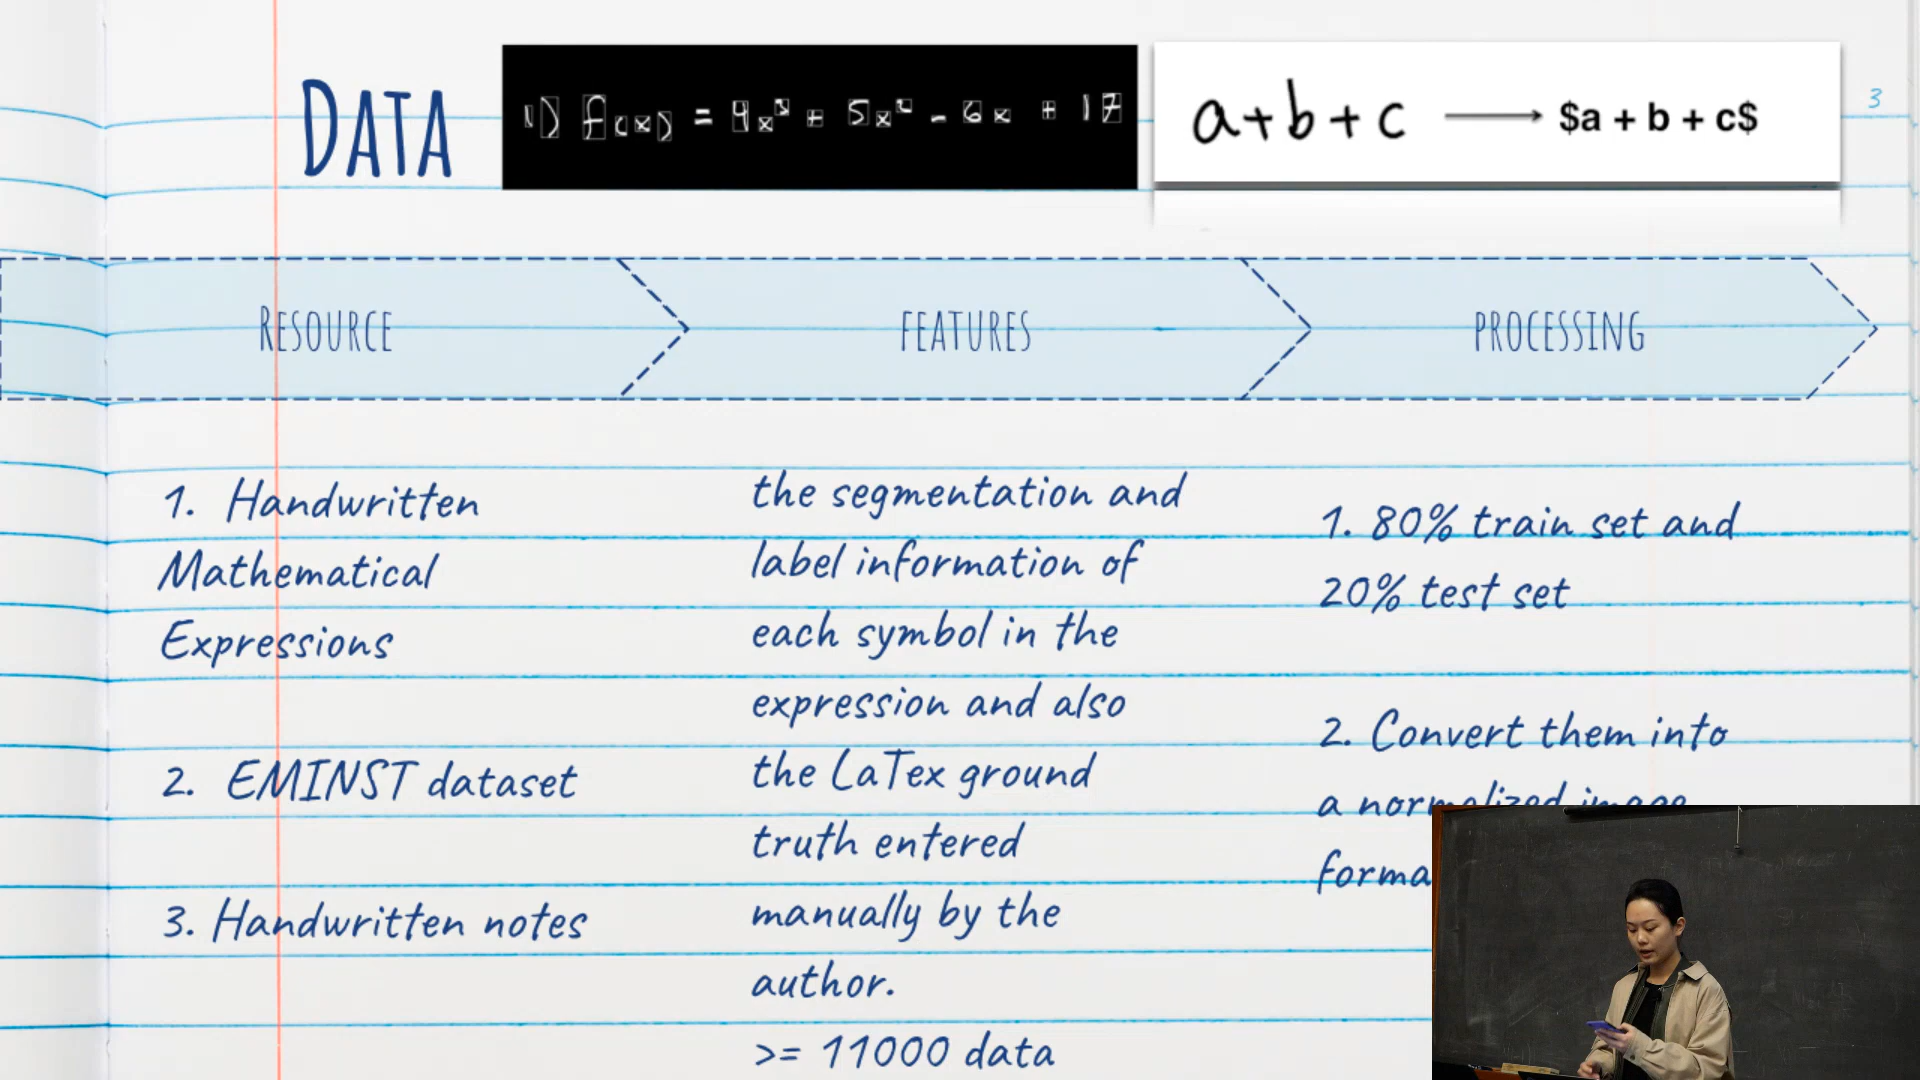 DATA
1) f(x) = 4x³ + 5x² - 6x + 17
a+b+c → $a + b + c$
3
RESOURCE
FEATURES
PROCESSING
1. Handwritten
Mathematical
Expressions
2. EMINST dataset
3. Handwritten notes
the segmentation and
label information of
each symbol in the
expression and also
the LaTex ground
truth entered
manually by the
author.
>= 11000 data
1. 80% train set and
20% test set
2. Convert them into
a normalized image
forma